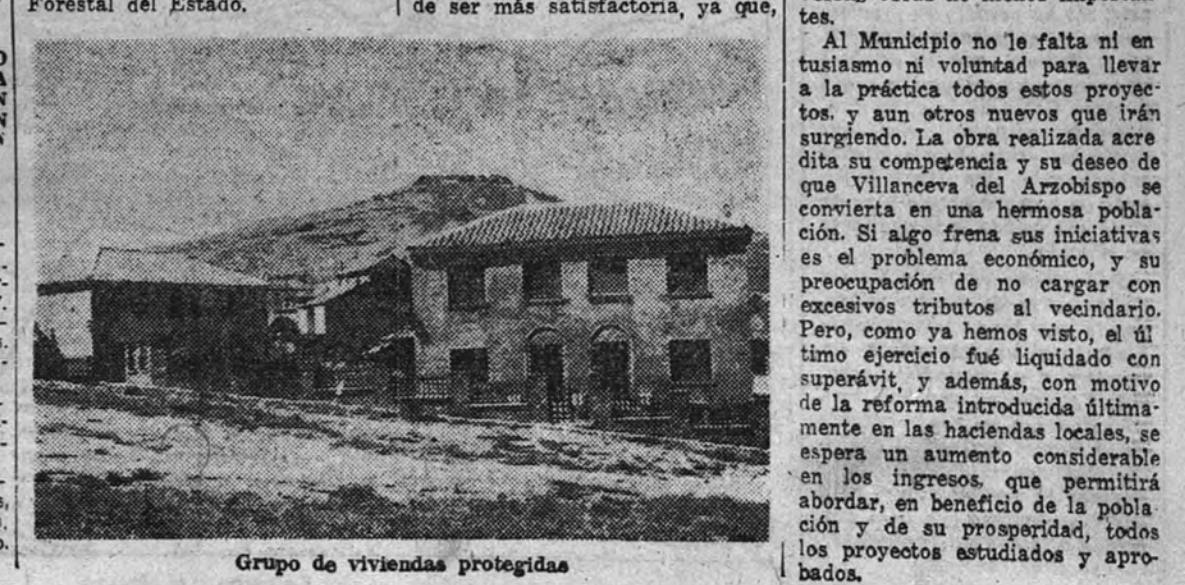 Forestal del Estado.
de ser más satisfactoria, ya que,
Grupo de viviendas protegidas
tes.
Al Municipio no le falta ni en
tusiasmo ni voluntad para llevar
a la práctica todos estos proyec-
tos. y aun otros nuevos que irán
surgiendo. La obra realizada acre
dita su competencia y su deseo de
que Villanceva del Arzobispo se
convierta en una hermosa pobla-
ción. Si algo frena sus iniciativas
es el problema económico, y su
preocupación de no cargar con
excesivos tributos al vecindario.
Pero, como ya hemos visto, el úl
timo ejercicio fué liquidado con
superávit, y además, con motivo
de la reforma introducida última-
mente en las haciendas locales, se
espera un aumento considerable
en los ingresos, que permitirá
abordar, en beneficio de la pobla
ción y de su prosperidad, todos
los proyectos estudiados y apro-
bados.